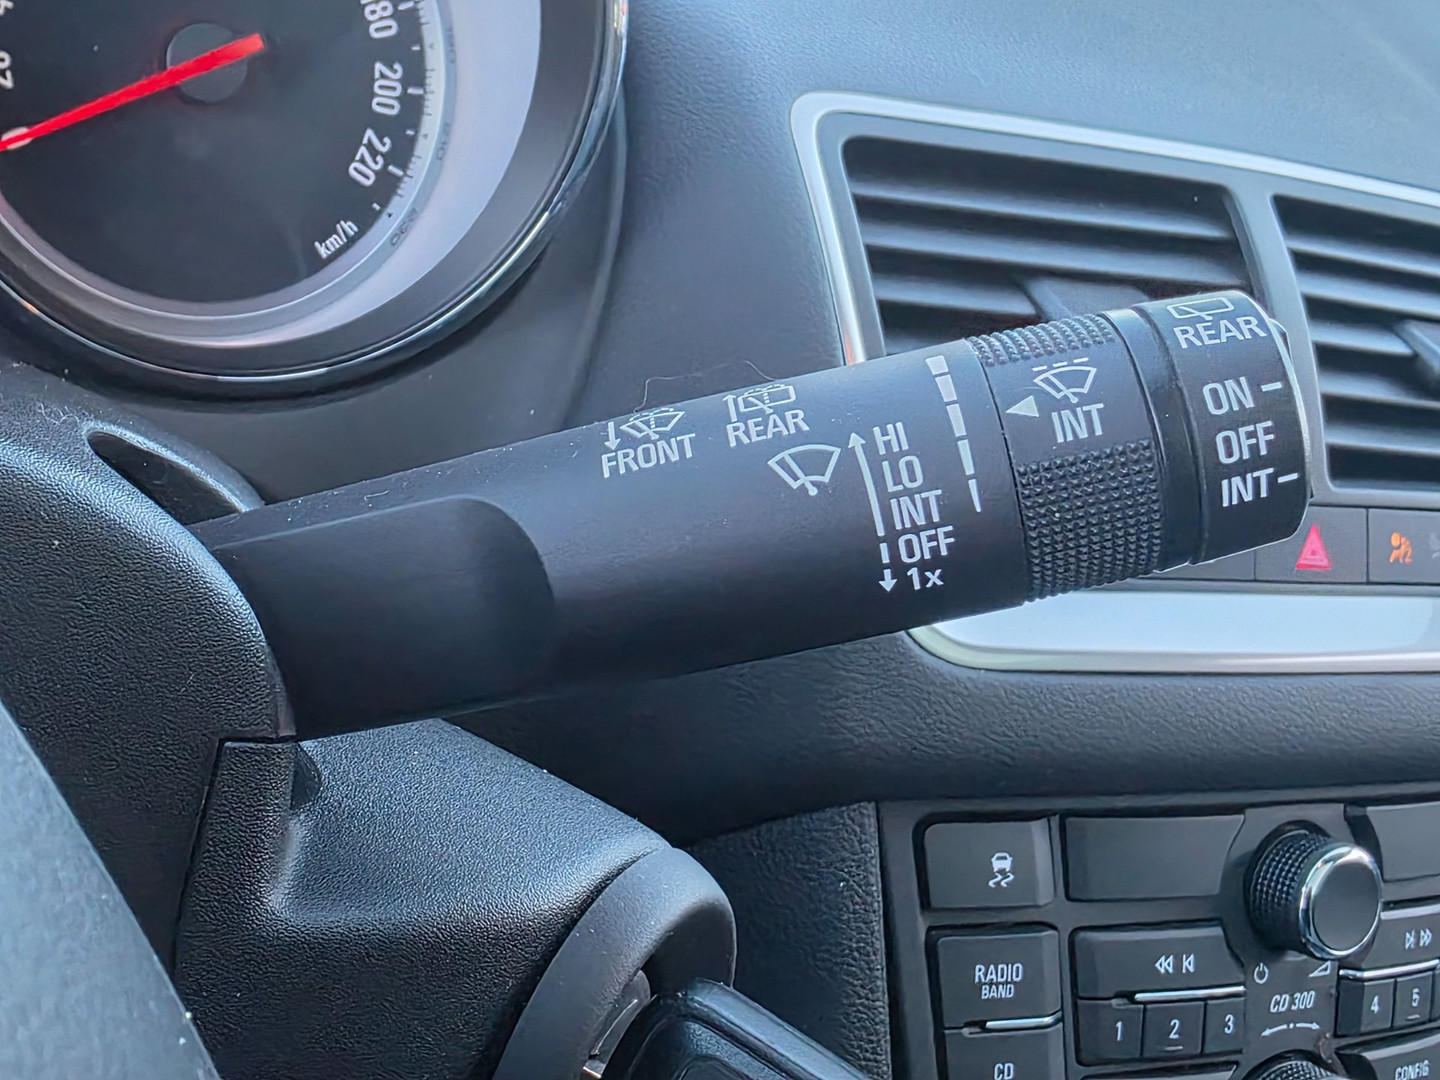 180
200
220
km/h
FRONT
REAR
HI
LO
INT
OFF
1x
INT
REAR
ON
OFF
INT
RADIO
BAND
1
2
3
CD 300
4
5
CD
CONFIG